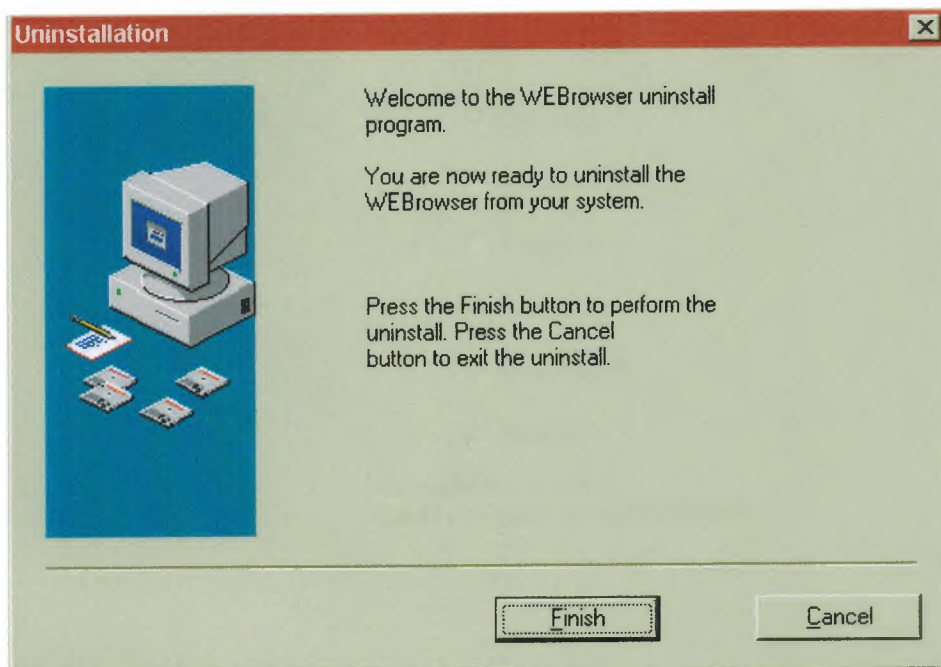 Uninstallation
Welcome to the WEBrowser uninstall
program.
You are now ready to uninstall the
WEBrowser from your system.
Press the Finish button to perform the
uninstall. Press the Cancel
button to exit the uninstall.
Finish
Cancel